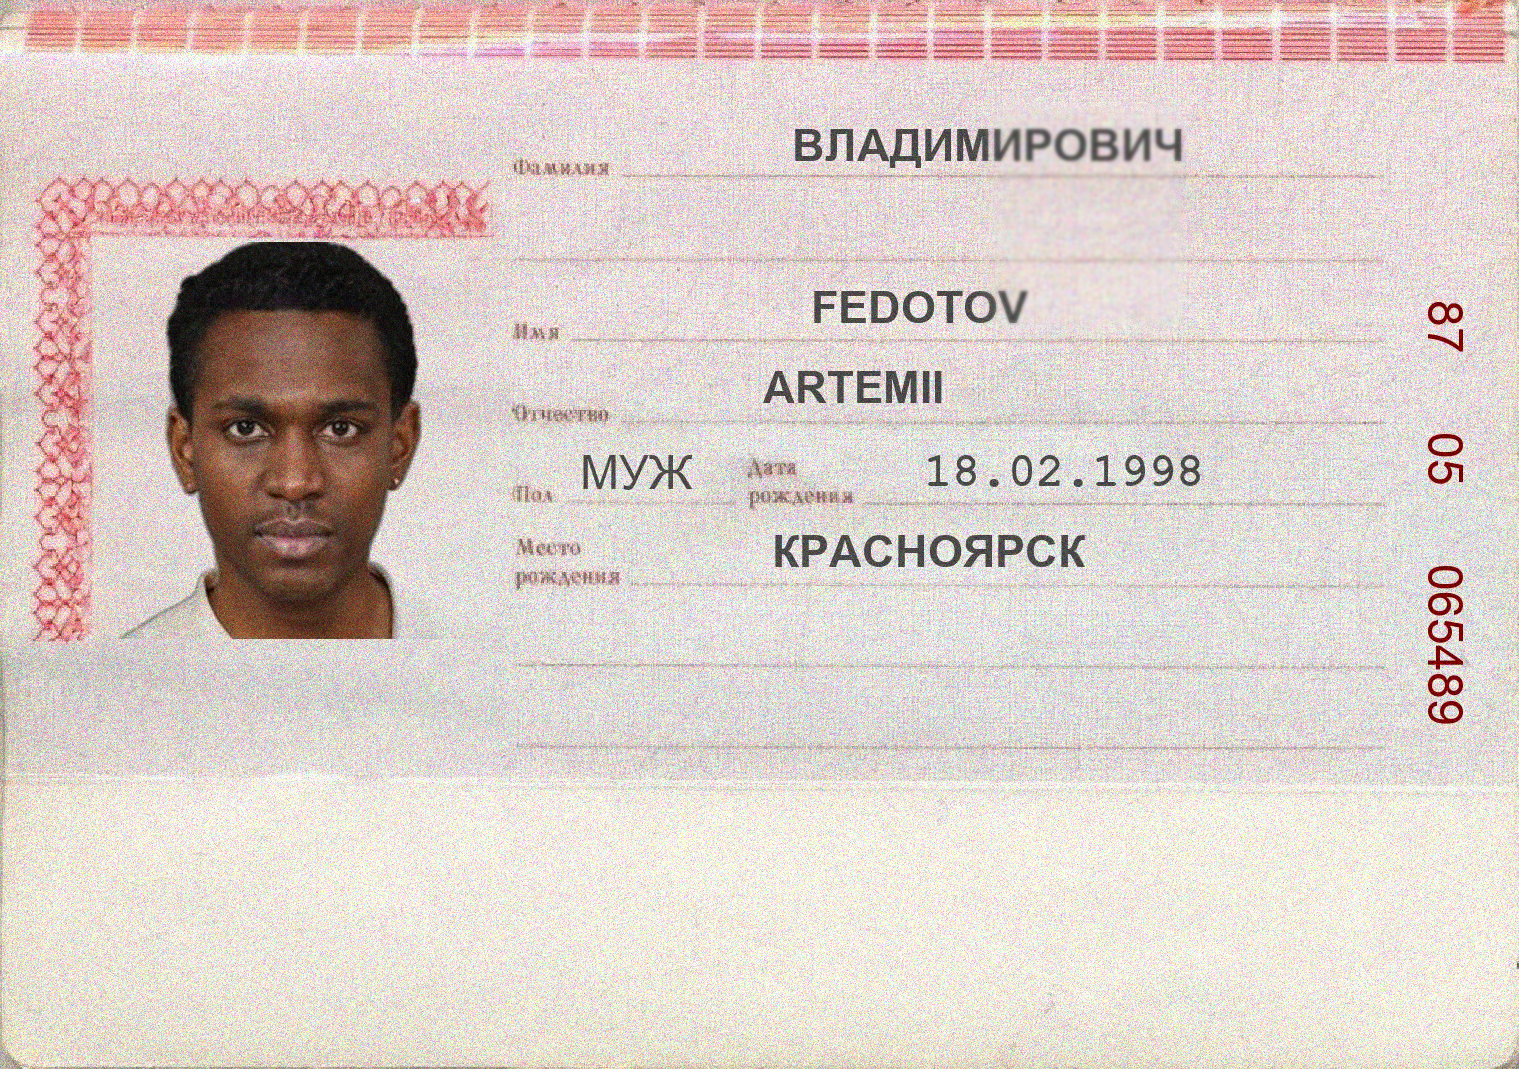 Фамилия ВЛАДИМИРОВИЧ
Имя FEDOTOV
Отчество ARTEMII
Пол МУЖ Дата рождения 18.02.1998
Место рождения КРАСНОЯРСК
87 05 065489